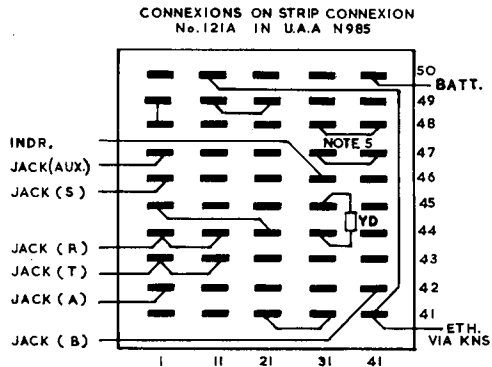 CONNEXIONS ON STRIP CONNEXION
No. 121A IN U.A.A N985
50
BATT.
49
48
INDR.
NOTE 5
47
JACK(AUX.)
46
JACK (S)
45
YD
44
JACK (R)
43
JACK (T)
42
JACK (A)
41
ETH.
VIA KNS
JACK (B)
1 11 21 31 41